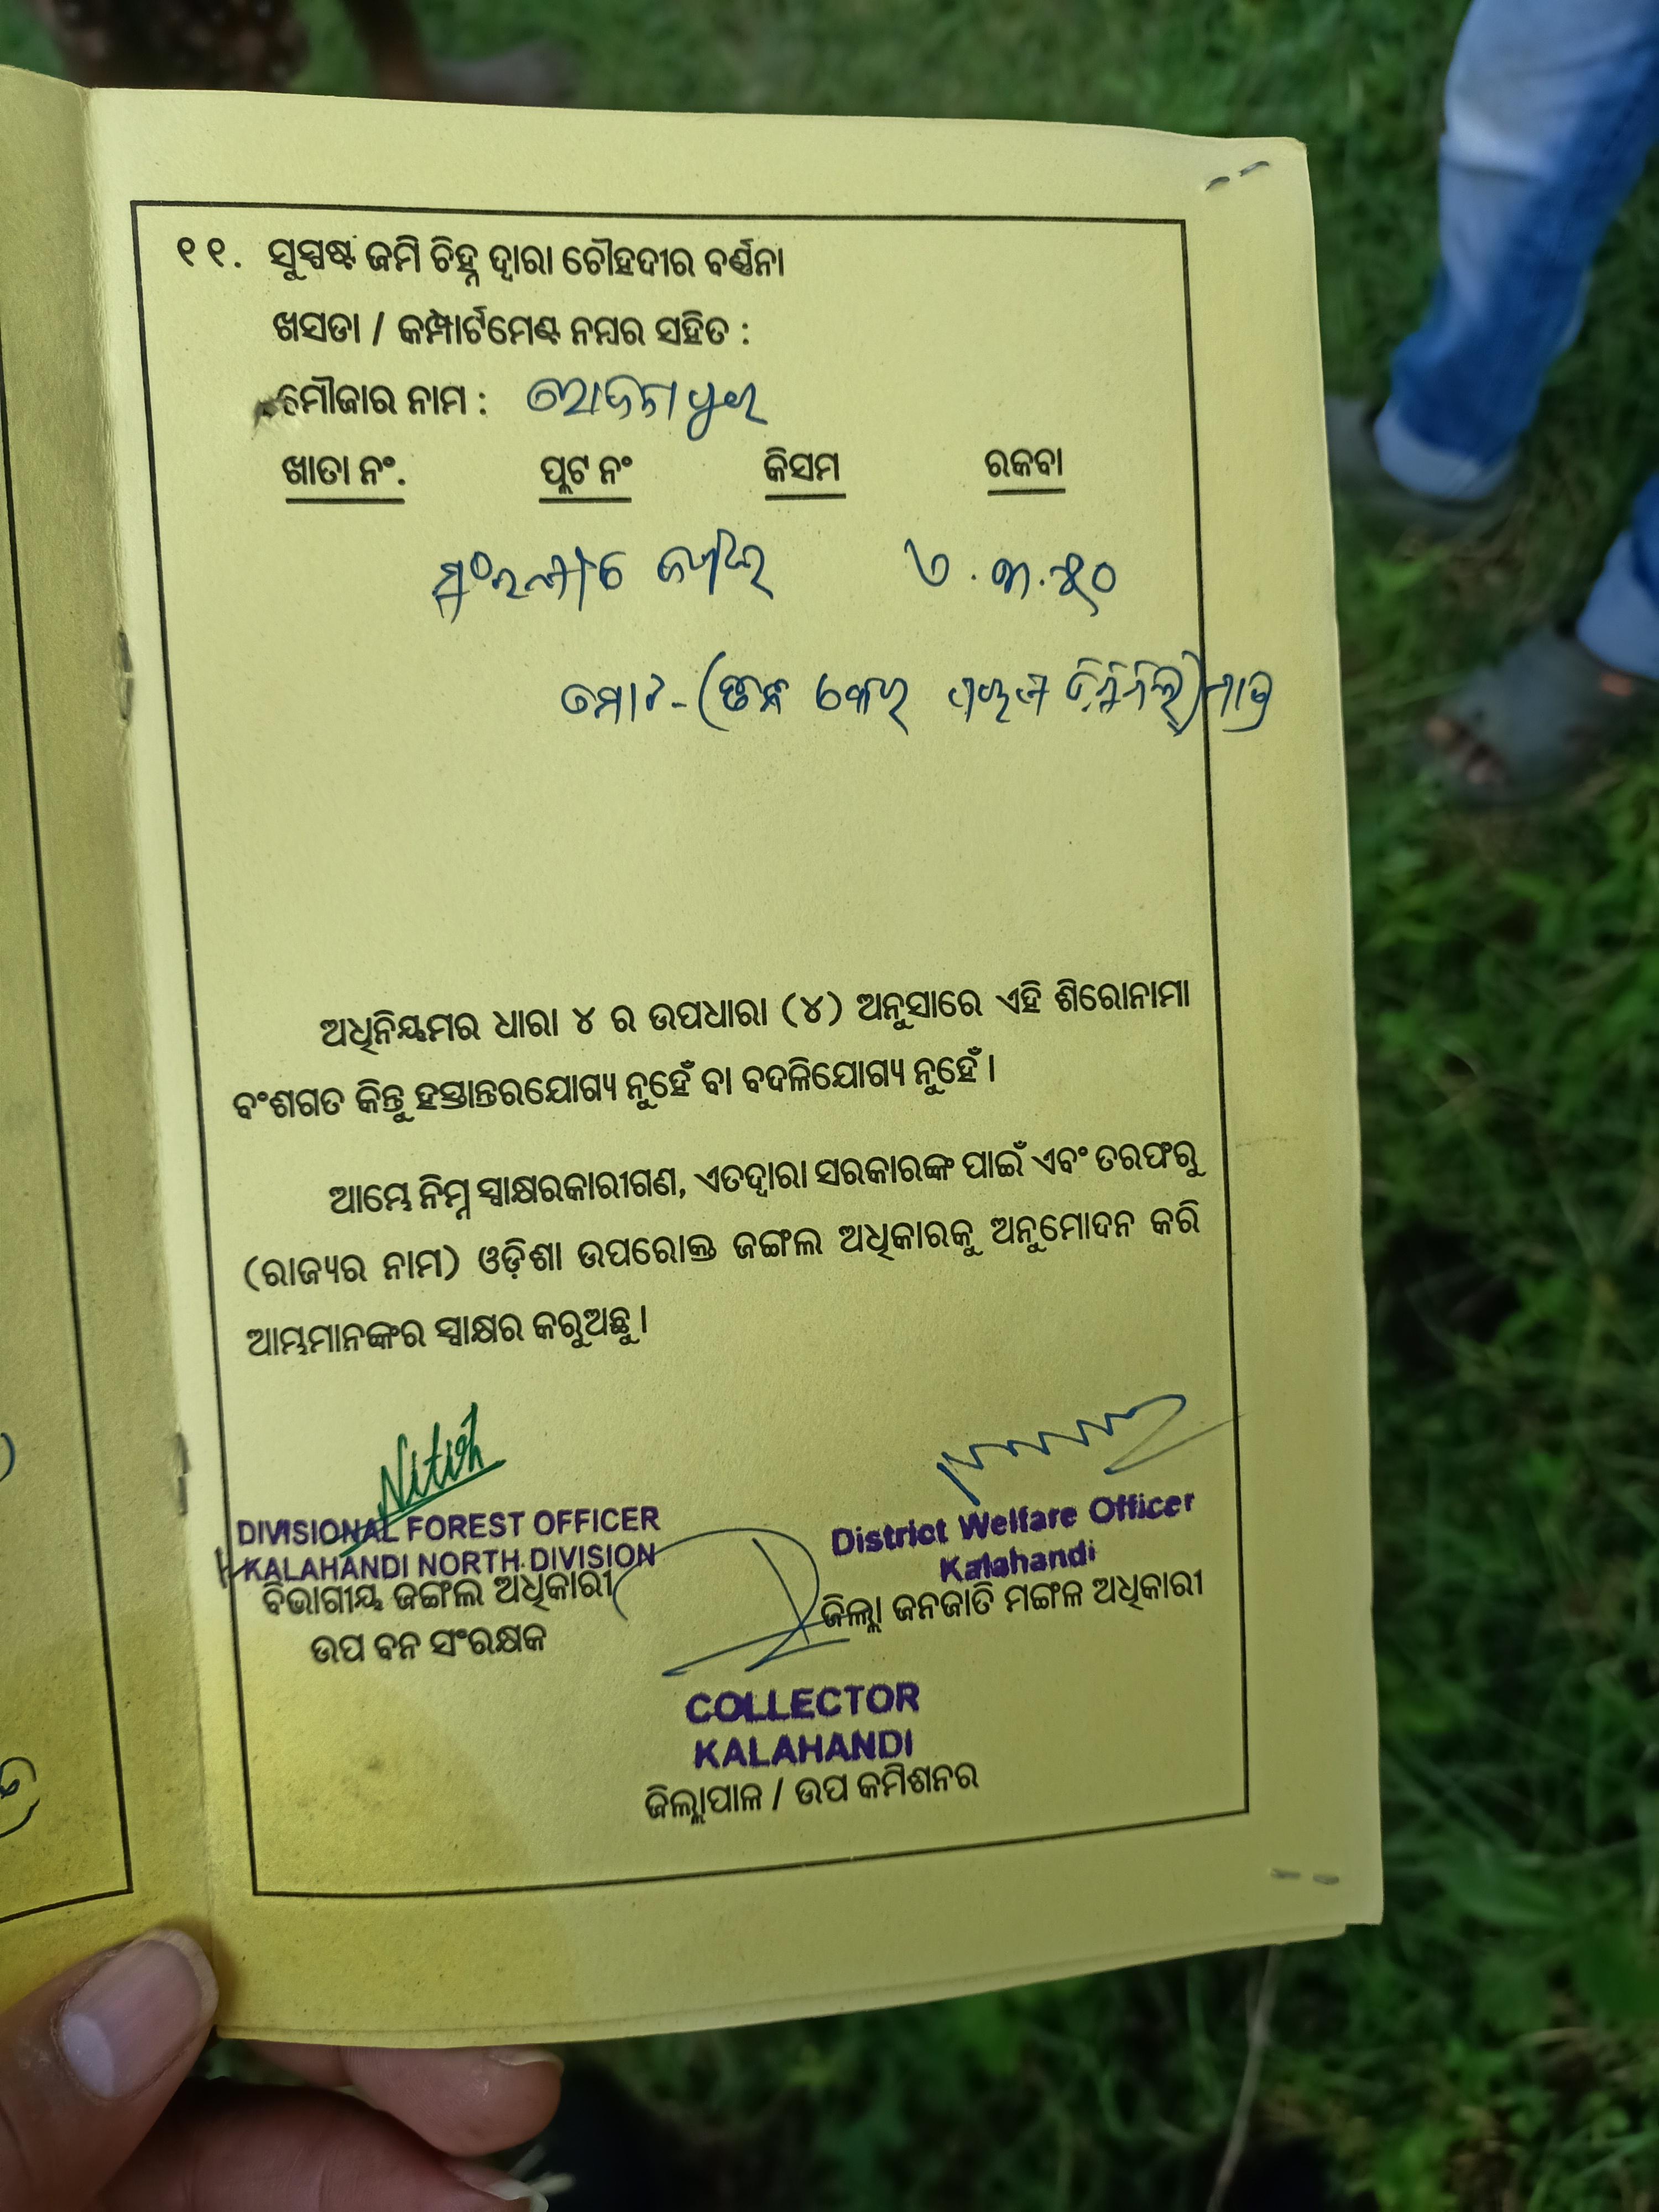 ୧୧. ସୁସ୍ପଷ୍ଟ ଜମି ଚିହ୍ନ ଦ୍ୱାରା ଚୌହଦୀର ବର୍ଣ୍ଣନା
ଖସଡା / କମ୍ପାର୍ଟମେଣ୍ଟ ନମ୍ବର ସହିତ :
ମୌଜାର ନାମ :
ଖାତା ନଂ. ପ୍ଲଟ ନଂ କିସମ ରକବା
ମୋଟ-
ଅଧିନିୟମର ଧାରା ୪ ର ଉପଧାରା (୪) ଅନୁସାରେ ଏହି ଶିରୋନାମା
ବଂଶଗତ କିନ୍ତୁ ହସ୍ତାନ୍ତରଯୋଗ୍ୟ ନୁହେଁ ବା ବଦଳିଯୋଗ୍ୟ ନୁହେଁ ।
ଆମ୍ଭେ ନିମ୍ନ ସ୍ୱାକ୍ଷରକାରୀଗଣ, ଏତଦ୍ୱାରା ସରକାରଙ୍କ ପାଇଁ ଏବଂ ତରଫରୁ
(ରାଜ୍ୟର ନାମ) ଓଡ଼ିଶା ଉପରୋକ୍ତ ଜଙ୍ଗଲ ଅଧିକାରକୁ ଅନୁମୋଦନ କରି
ଆମ୍ଭମାନଙ୍କର ସ୍ୱାକ୍ଷର କରୁଅଛୁ ।
Nitish
DIVISIONAL FOREST OFFICER
KALAHANDI NORTH DIVISION
ବିଭାଗୀୟ ଜଙ୍ଗଲ ଅଧିକାରୀ
ଉପ ବନ ସଂରକ୍ଷକ
District Welfare Officer
Kalahandi
ଜିଲ୍ଲା ଜନଜାତି ମଙ୍ଗଳ ଅଧିକାରୀ
COLLECTOR
KALAHANDI
ଜିଲ୍ଲାପାଳ / ଉପ କମିଶନର